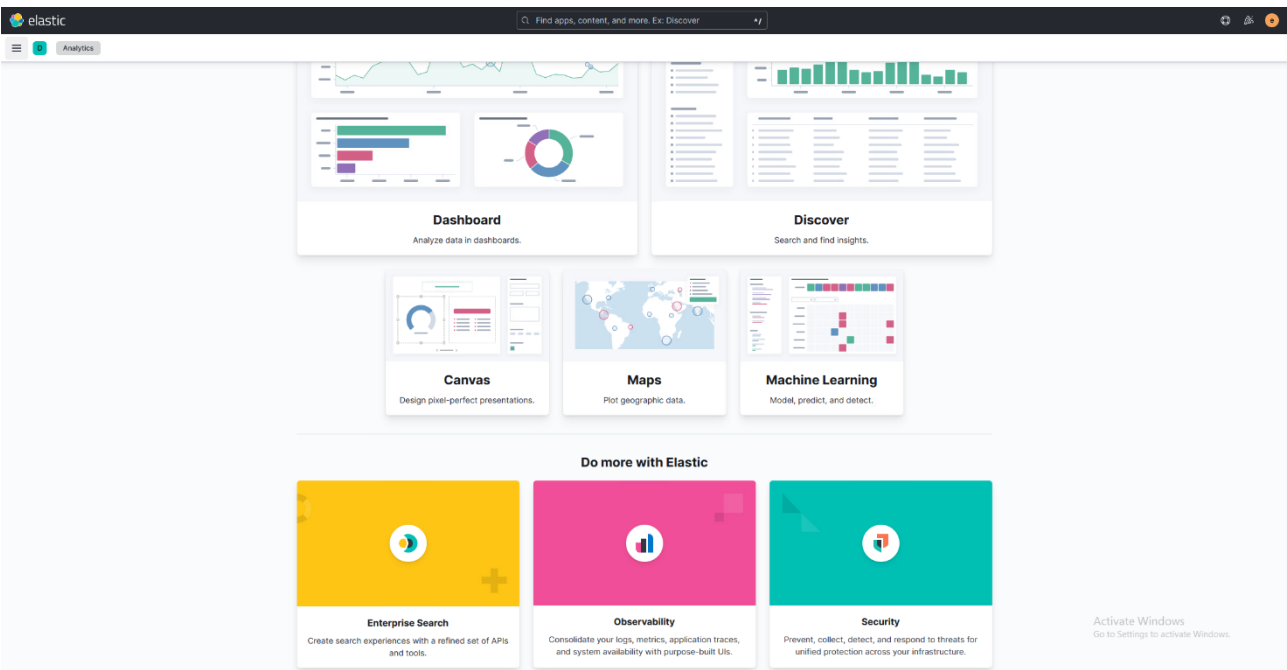 elastic
Find apps, content, and more. Ex: Discover
^/
D
Analytics
e
Dashboard
Analyze data in dashboards.
Discover
Search and find insights.
Canvas
Design pixel-perfect presentations.
Maps
Plot geographic data.
Machine Learning
Model, predict, and detect.
Do more with Elastic
Enterprise Search
Create search experiences with a refined set of APIs
and tools.
Observability
Consolidate your logs, metrics, application traces,
and system availability with purpose-built UIs.
Security
Prevent, collect, detect, and respond to threats for
unified protection across your infrastructure.
Activate Windows
Go to Settings to activate Windows.